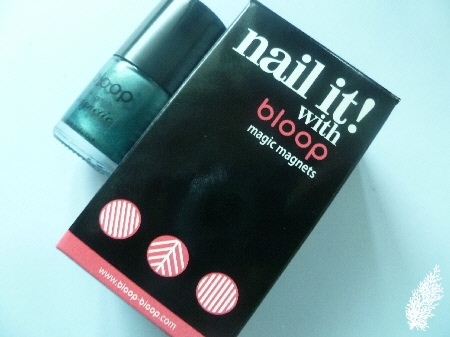 bloop
nail it!
with
bloop
magic magnets
www.bloop-bloop.com